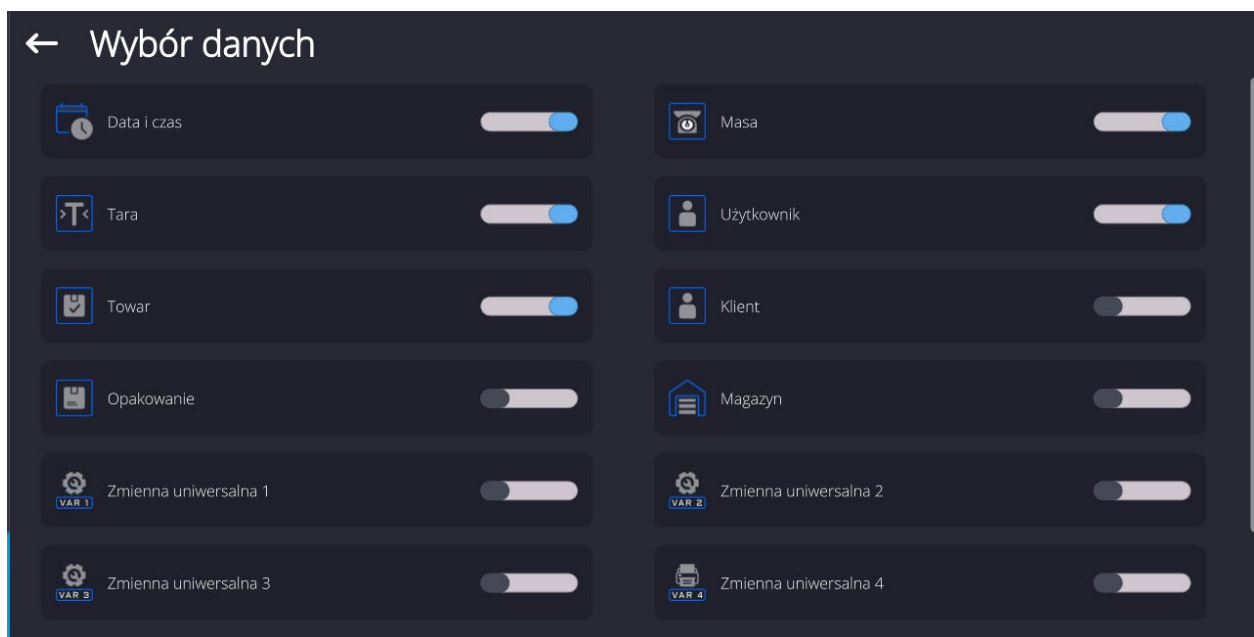 Wybór danych
Data i czas
Masa
>T<
Tara
Użytkownik
Towar
Klient
Opakowanie
Magazyn
VAR 1
Zmienna uniwersalna 1
VAR 2
Zmienna uniwersalna 2
VAR 3
Zmienna uniwersalna 3
VAR 4
Zmienna uniwersalna 4